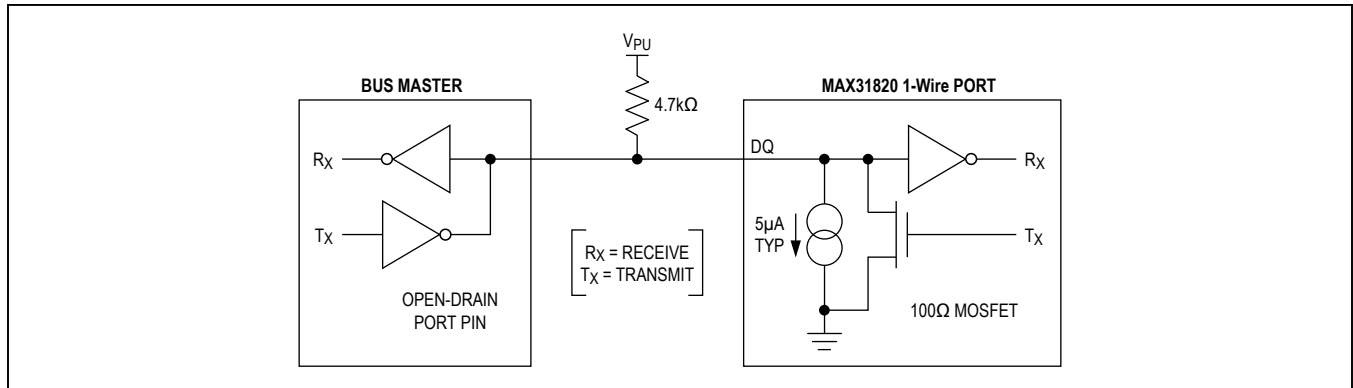 VPU
BUS MASTER
MAX31820 1-Wire PORT
4.7kΩ
DQ
RX
RX
TX
5µA
TYP
TX
RX = RECEIVE
TX = TRANSMIT
OPEN-DRAIN
PORT PIN
100Ω MOSFET